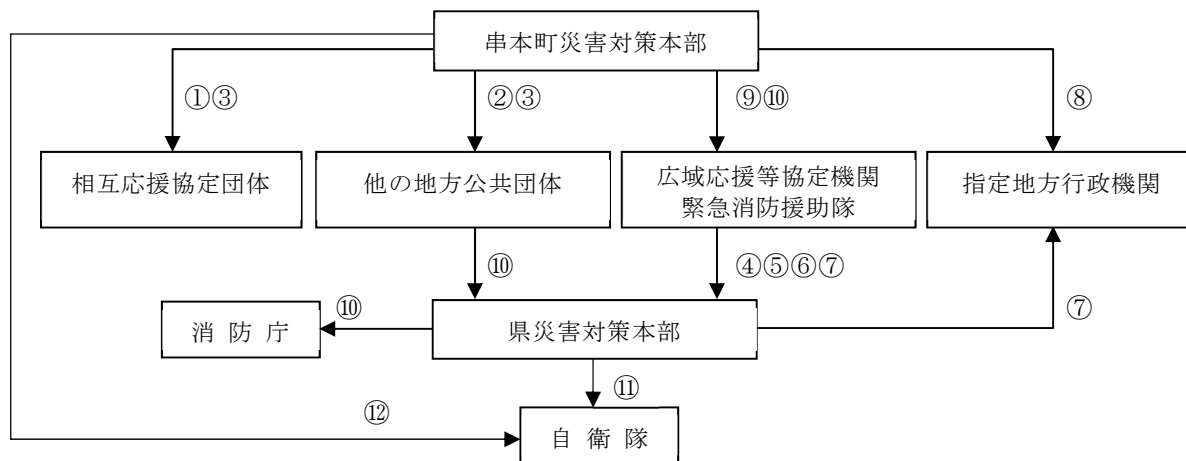 串本町災害対策本部
①③
②③
⑨⑩
⑧
相互応援協定団体
他の地方公共団体
広域応援等協定機関
緊急消防援助隊
指定地方行政機関
⑩
④⑤⑥⑦
消 防 庁
⑩
県災害対策本部
⑦
⑪
⑫
自 衛 隊